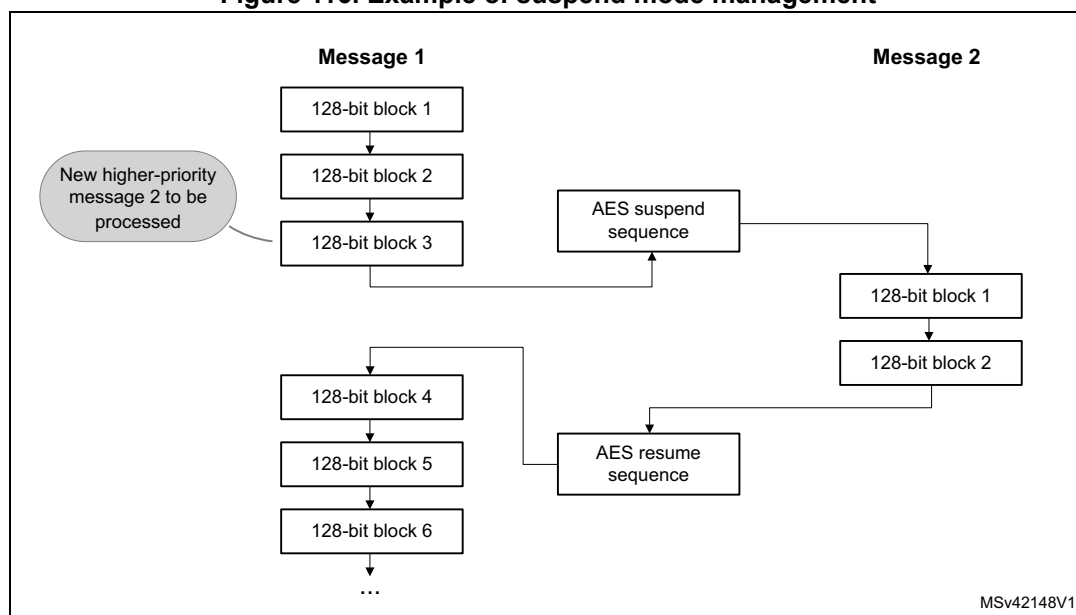 Message 1
Message 2
128-bit block 1
128-bit block 2
128-bit block 3
New higher-priority
message 2 to be
processed
AES suspend
sequence
128-bit block 1
128-bit block 2
AES resume
sequence
128-bit block 4
128-bit block 5
128-bit block 6
...
MSv42148V1